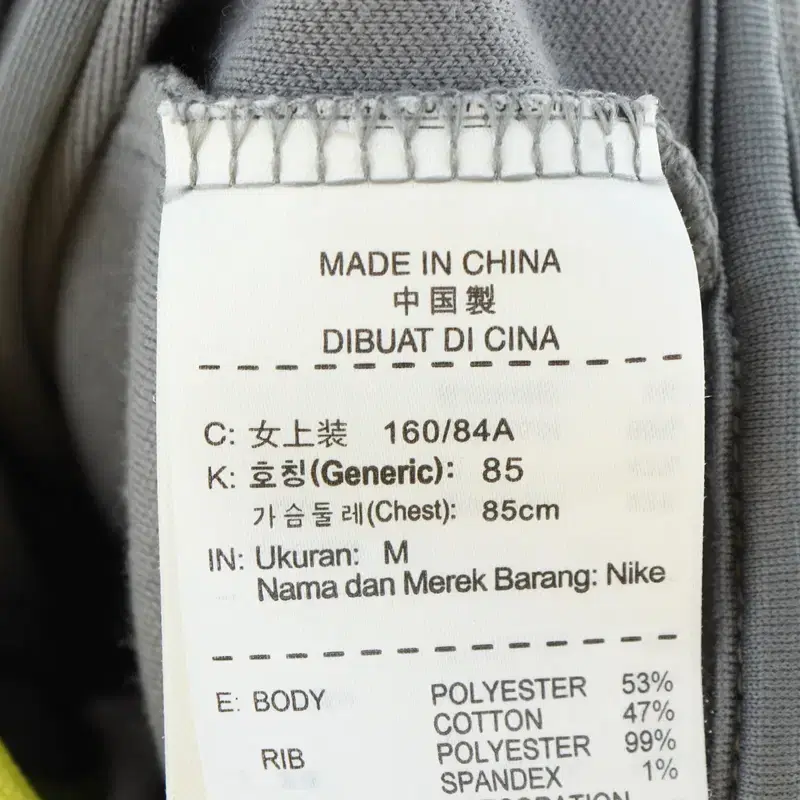 MADE IN CHINA
中国製
DIBUAT DI CINA
C: 女上装 160/84A
K: 호칭(Generic): 85
가슴둘레(Chest): 85cm
IN: Ukuran: M
Nama dan Merek Barang: Nike
E: BODY POLYESTER 53%
COTTON 47%
RIB POLYESTER 99%
SPANDEX 1%